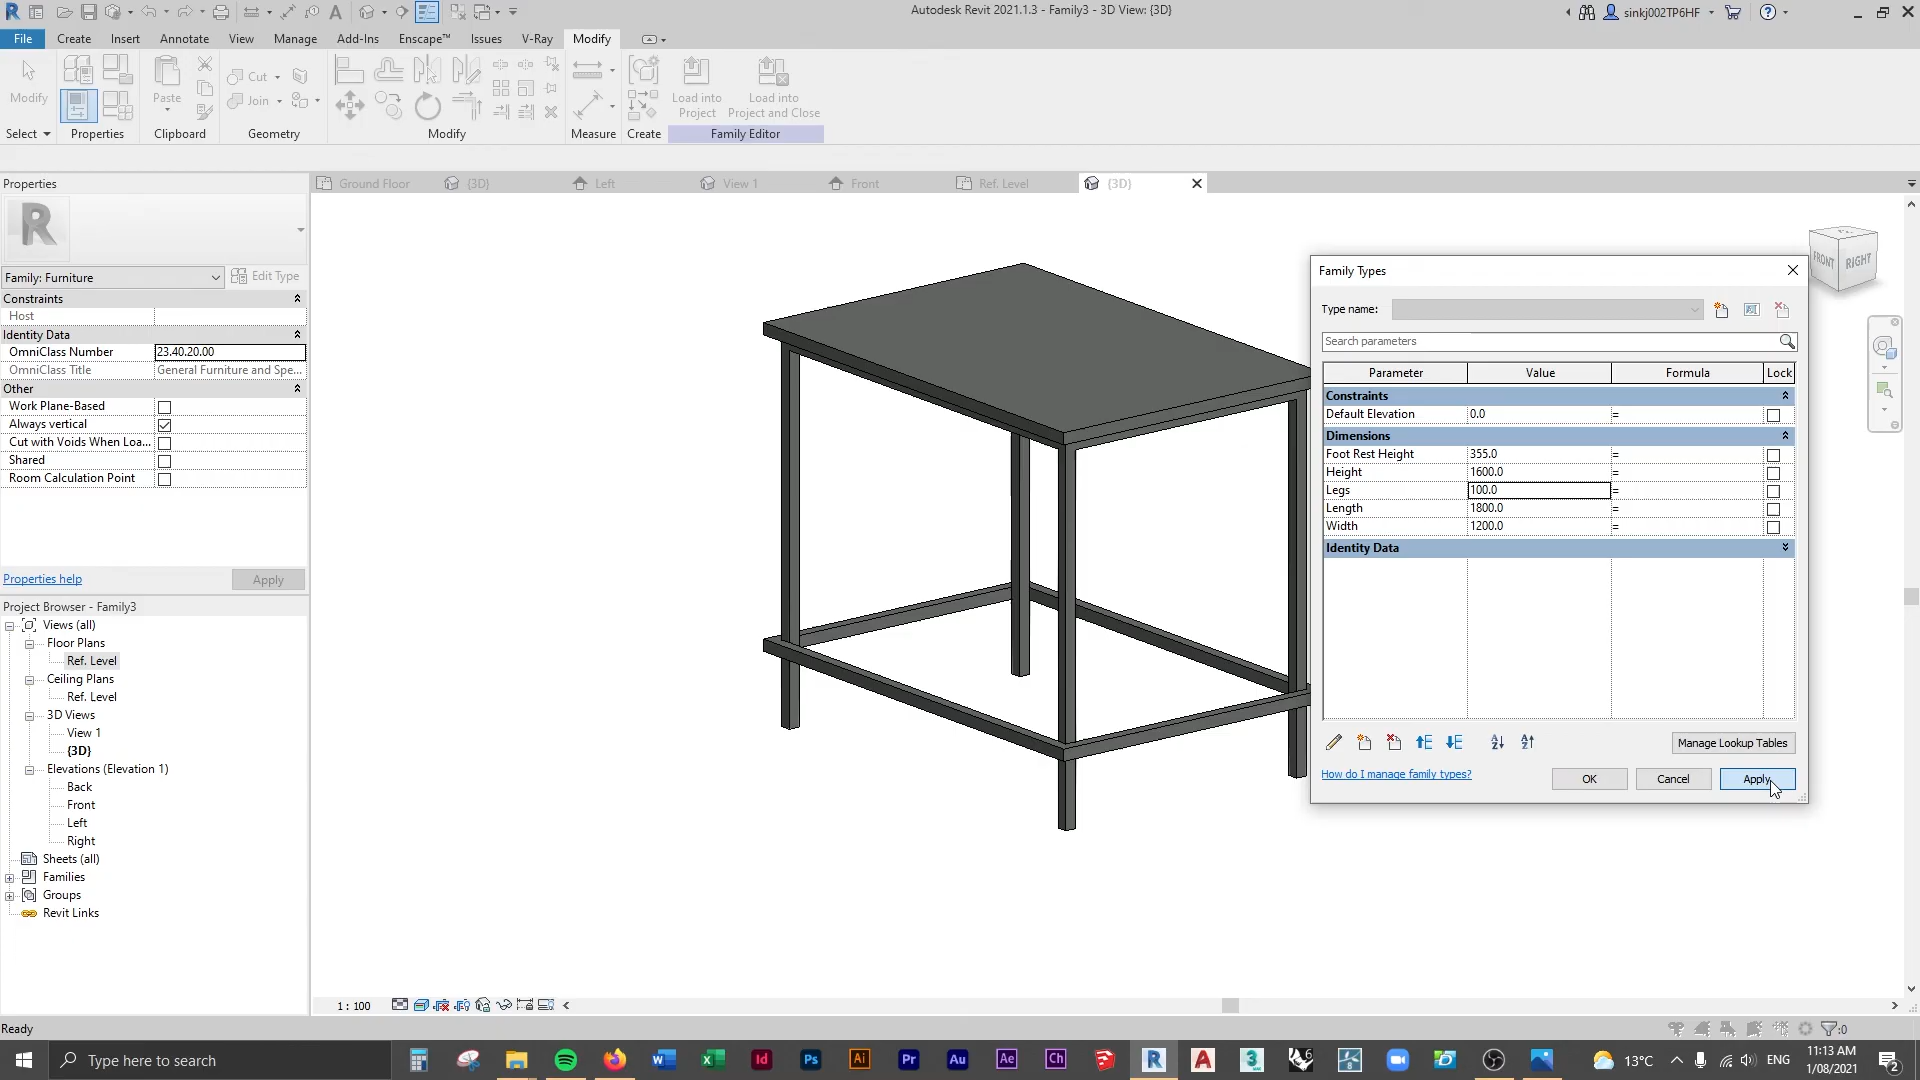 Autodesk Revit 2021.1.3 - Family3 - 3D View: {3D}
sinkj002TP6HF
File
Create
Insert
Annotate
View
Manage
Add-Ins
Enscape™
Issues
V-Ray
Modify
Modify
Paste
Cut
Join
Load into
Project
Load into
Project and Close
Select
Properties
Clipboard
Geometry
Modify
Measure
Create
Family Editor
Properties
Ground Floor
{3D}
Left
View 1
Front
Ref. Level
{3D}
Family: Furniture
Edit Type
Constraints
Host
Identity Data
OmniClass Number 23.40.20.00
OmniClass Title General Furniture and Spe...
Other
Work Plane-Based
Always vertical
Cut with Voids When Loa...
Shared
Room Calculation Point
Properties help
Apply
Project Browser - Family3
Views (all)
Floor Plans
Ref. Level
Ceiling Plans
Ref. Level
3D Views
View 1
{3D}
Elevations (Elevation 1)
Back
Front
Left
Right
Sheets (all)
Families
Groups
Revit Links
FRONT
RIGHT
Family Types
Type name:
Search parameters
Parameter Value Formula Lock
Constraints
Default Elevation 0.0 =
Dimensions
Foot Rest Height 355.0 =
Height 1600.0 =
Legs 100.0 =
Length 1800.0 =
Width 1200.0 =
Identity Data
Manage Lookup Tables
How do I manage family types?
OK
Cancel
Apply
1 : 100
Ready
:0
Type here to search
13°C
ENG
11:13 AM
1/08/2021
2